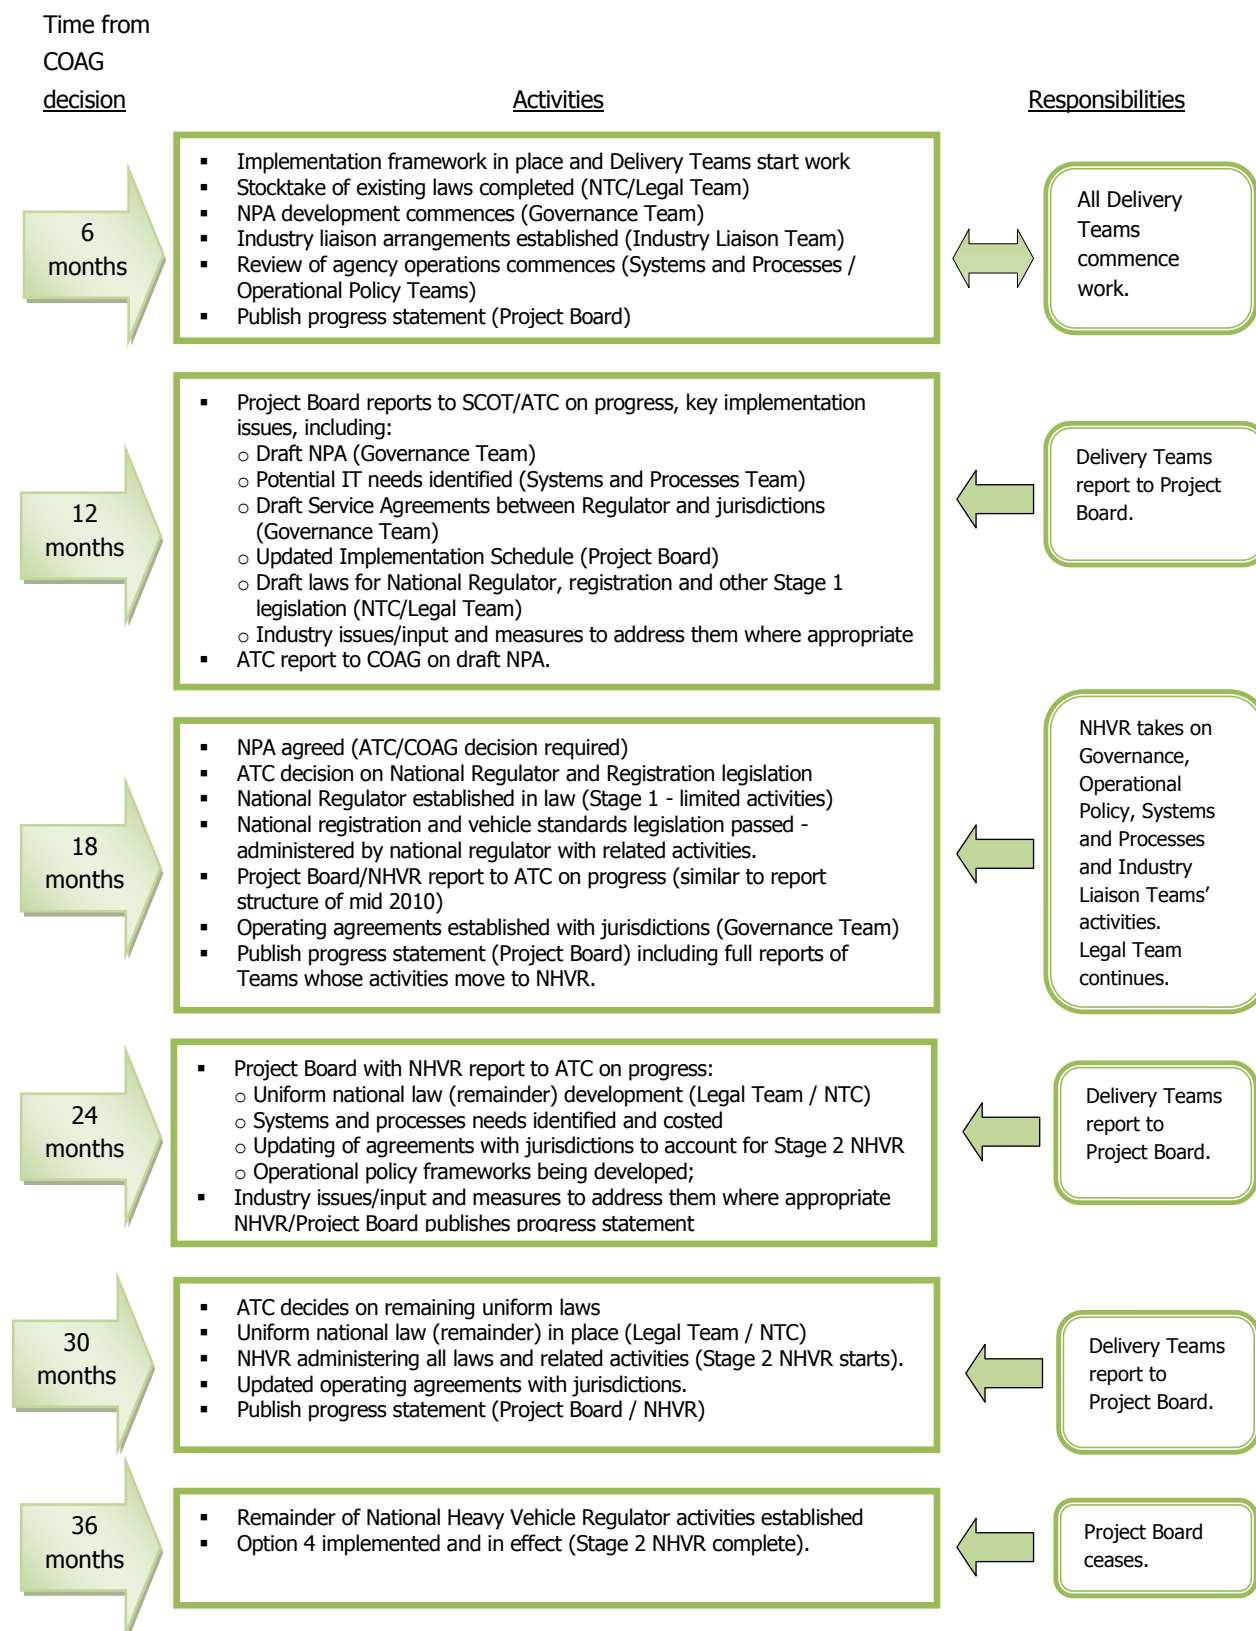 Time from
COAG
decision
Activities
Responsibilities
6
months
▪ Implementation framework in place and Delivery Teams start work
▪ Stocktake of existing laws completed (NTC/Legal Team)
▪ NPA development commences (Governance Team)
▪ Industry liaison arrangements established (Industry Liaison Team)
▪ Review of agency operations commences (Systems and Processes /
Operational Policy Teams)
▪ Publish progress statement (Project Board)
All Delivery
Teams
commence
work.
12
months
▪ Project Board reports to SCOT/ATC on progress, key implementation
issues, including:
o Draft NPA (Governance Team)
o Potential IT needs identified (Systems and Processes Team)
o Draft Service Agreements between Regulator and jurisdictions
(Governance Team)
o Updated Implementation Schedule (Project Board)
o Draft laws for National Regulator, registration and other Stage 1
legislation (NTC/Legal Team)
o Industry issues/input and measures to address them where appropriate
▪ ATC report to COAG on draft NPA.
Delivery Teams
report to Project
Board.
18
months
▪ NPA agreed (ATC/COAG decision required)
▪ ATC decision on National Regulator and Registration legislation
▪ National Regulator established in law (Stage 1 - limited activities)
▪ National registration and vehicle standards legislation passed -
administered by national regulator with related activities.
▪ Project Board/NHVR report to ATC on progress (similar to report
structure of mid 2010)
▪ Operating agreements established with jurisdictions (Governance Team)
▪ Publish progress statement (Project Board) including full reports of
Teams whose activities move to NHVR.
NHVR takes on
Governance,
Operational
Policy, Systems
and Processes
and Industry
Liaison Teams’
activities.
Legal Team
continues.
24
months
▪ Project Board with NHVR report to ATC on progress:
o Uniform national law (remainder) development (Legal Team / NTC)
o Systems and processes needs identified and costed
o Updating of agreements with jurisdictions to account for Stage 2 NHVR
o Operational policy frameworks being developed;
▪ Industry issues/input and measures to address them where appropriate
NHVR/Project Board publishes progress statement
Delivery Teams
report to
Project Board.
30
months
▪ ATC decides on remaining uniform laws
▪ Uniform national law (remainder) in place (Legal Team / NTC)
▪ NHVR administering all laws and related activities (Stage 2 NHVR starts).
▪ Updated operating agreements with jurisdictions.
▪ Publish progress statement (Project Board / NHVR)
Delivery Teams
report to
Project Board.
36
months
▪ Remainder of National Heavy Vehicle Regulator activities established
▪ Option 4 implemented and in effect (Stage 2 NHVR complete).
Project Board
ceases.